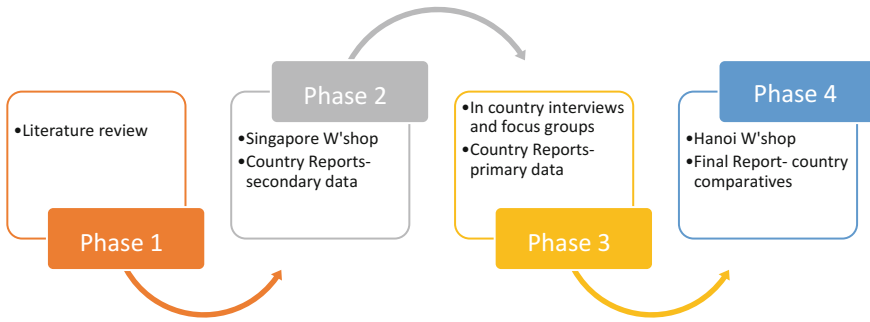 •Literature review
Phase 1
Phase 2
•Singapore W'shop
•Country Reports-
secondary data
•In country interviews
and focus groups
•Country Reports-
primary data
Phase 3
Phase 4
•Hanoi W'shop
•Final Report- country
comparatives